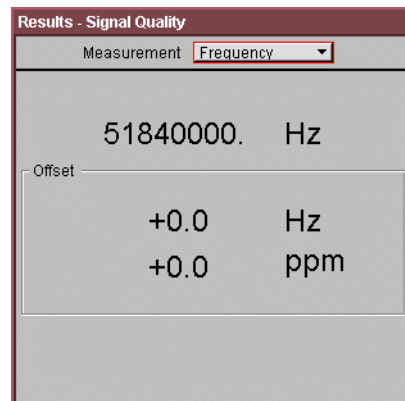 Results - Signal Quality
Measurement Frequency
51840000. Hz
Offset
+0.0 Hz
+0.0 ppm